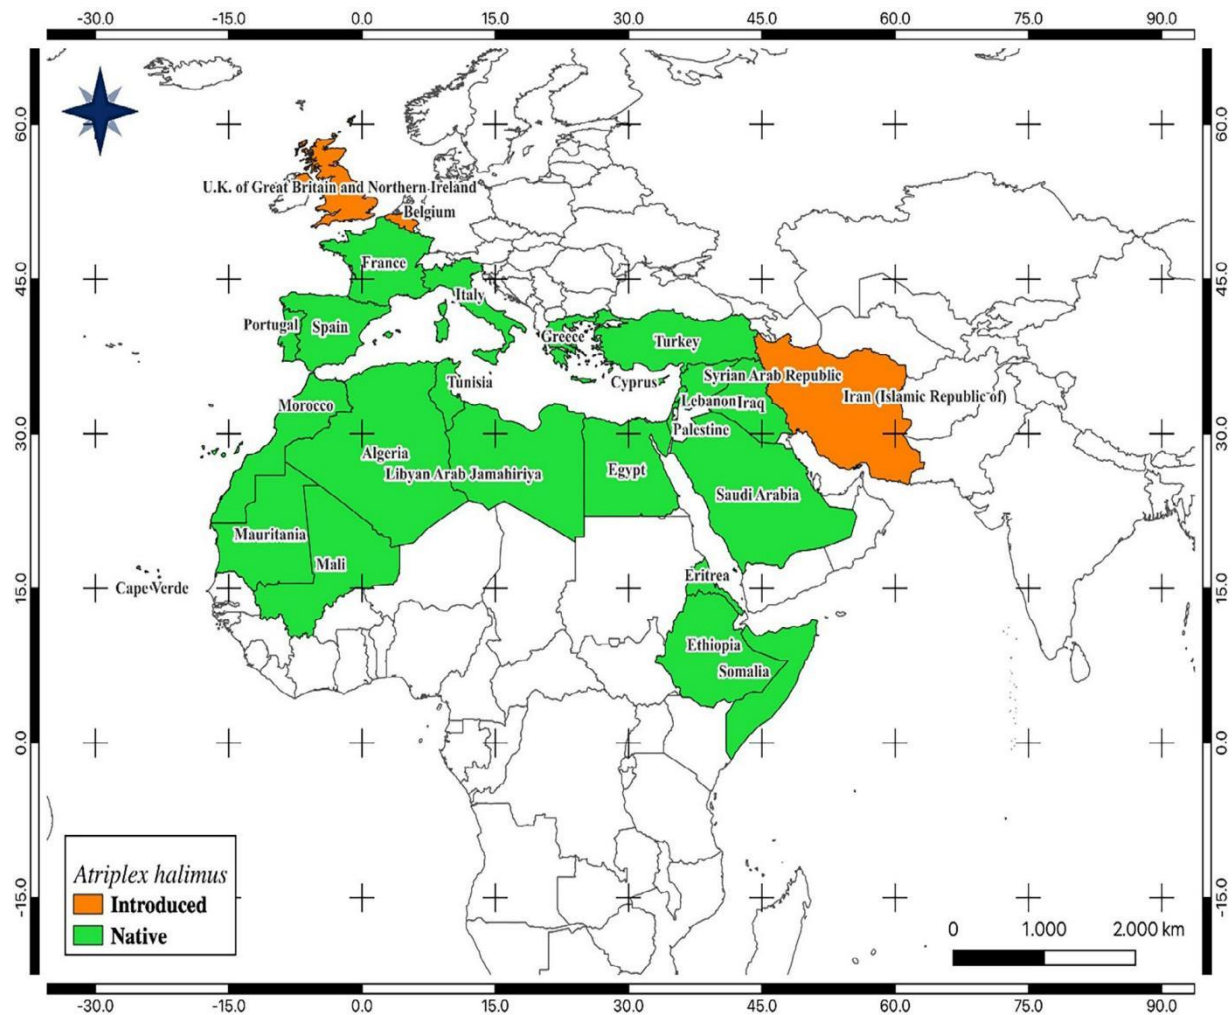 -30.0 -15.0 0.0 15.0 30.0 45.0 60.0 75.0 90.0
60.0 60.0
U.K. of Great Britain and Northern Ireland
Belgium
France
45.0 45.0
Italy
Portugal Spain
Greece
Turkey
Syrian Arab Republic
Tunisia
Cyprus
Iran (Islamic Republic of)
Lebanon Iraq
Morocco
30.0 30.0
Palestine
Algeria
Libyan Arab Jamahiriya
Egypt
Saudi Arabia
Mauritania
Mali
Eritrea
15.0 15.0
Cape Verde
Ethiopia
Somalia
0.0 0.0
Atriplex halimus
Introduced
Native
-15.0 -15.0
0 1.000 2.000 km
-30.0 -15.0 0.0 15.0 30.0 45.0 60.0 75.0 90.0